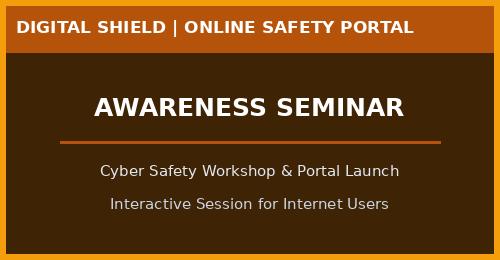 DIGITAL SHIELD | ONLINE SAFETY PORTAL
AWARENESS SEMINAR
Cyber Safety Workshop & Portal Launch
Interactive Session for Internet Users